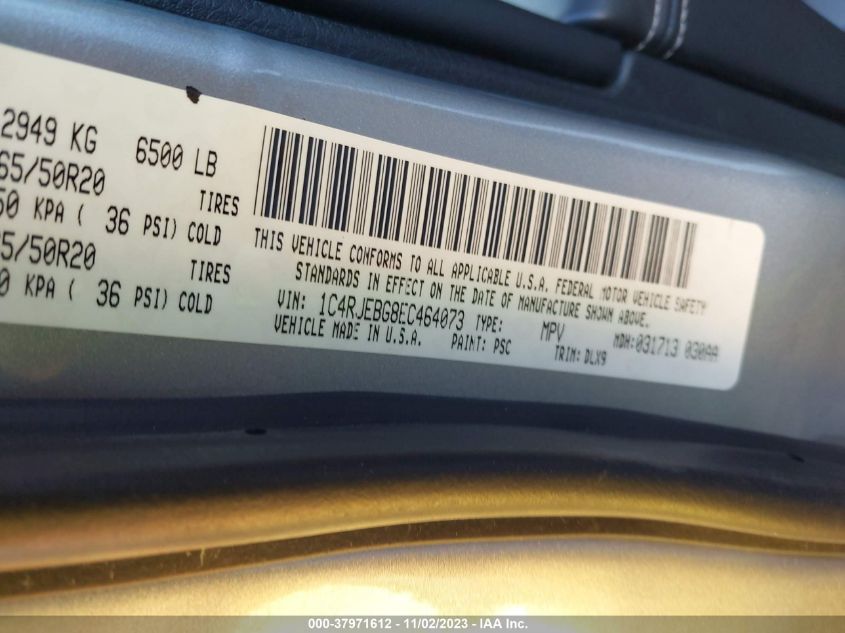 2949 KG 6500 LB
65/50R20 TIRES
50 KPA ( 36 PSI) COLD
5/50R20 TIRES
0 KPA ( 36 PSI) COLD
THIS VEHICLE CONFORMS TO ALL APPLICABLE U.S.A. FEDERAL MOTOR VEHICLE SAFETY
STANDARDS IN EFFECT ON THE DATE OF MANUFACTURE SHOWN ABOVE.
VIN: 1C4RJEBG8EC464073 TYPE: MPV MDH:031713 030AA
VEHICLE MADE IN U.S.A. PAINT: PSC TRIM: DLX9
000-37971612 - 11/02/2023 - IAA Inc.